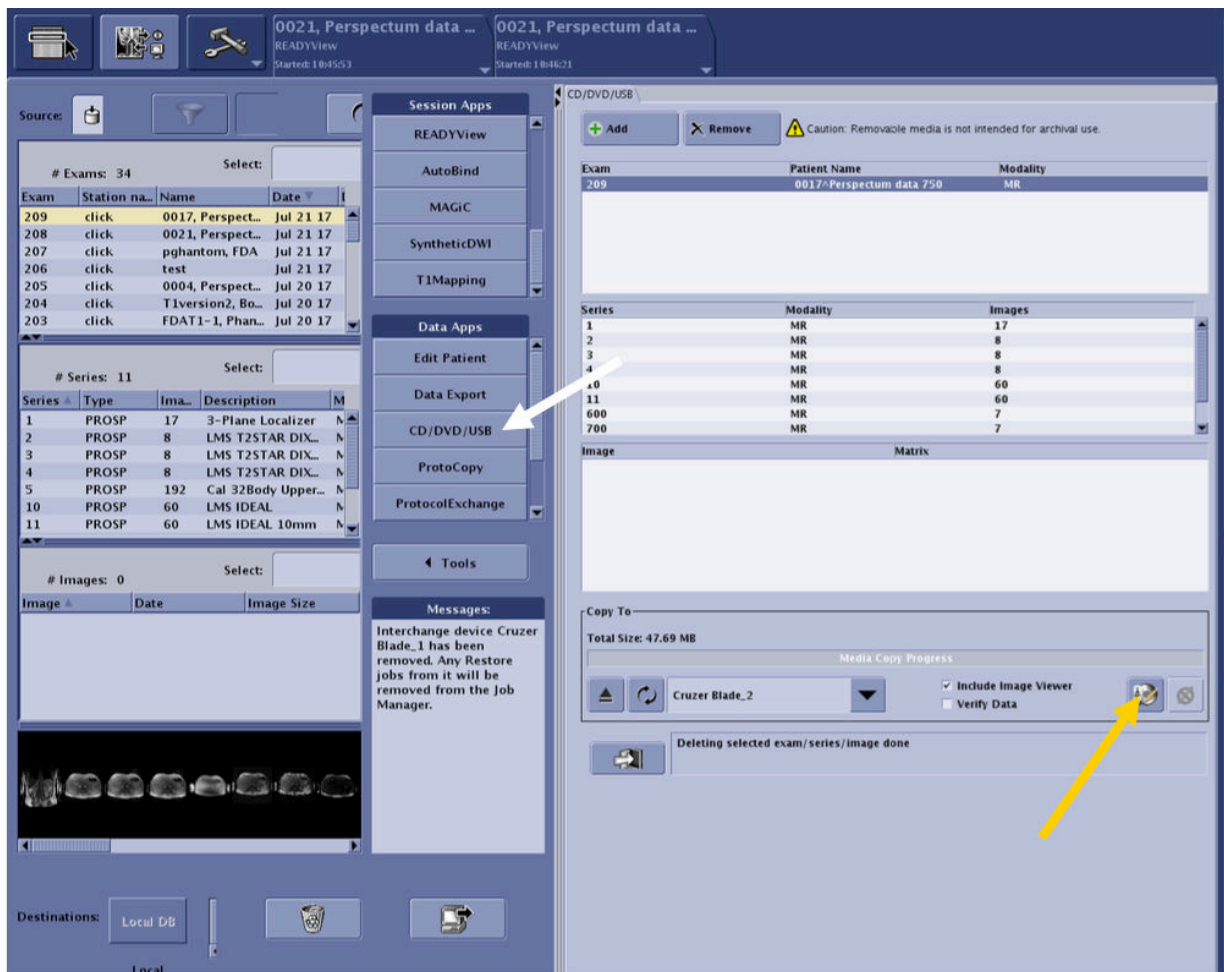 0021, Perspectum data ...
READYView
Started: 10:45:53
0021, Perspectum data ...
READYView
Started: 10:46:21
Source:
# Exams: 34
Select:
Exam Station na... Name Date
209 click 0017, Perspect... Jul 21 17
208 click 0021, Perspect... Jul 21 17
207 click pghantom, FDA Jul 21 17
206 click test Jul 21 17
205 click 0004, Perspect... Jul 20 17
204 click T1version2, Bo... Jul 20 17
203 click FDAT1-1, Phan... Jul 20 17
# Series: 11
Select:
Series Type Ima... Description M
1 PROSP 17 3-Plane Localizer
2 PROSP 8 LMS T2STAR DIX...
3 PROSP 8 LMS T2STAR DIX...
4 PROSP 8 LMS T2STAR DIX...
5 PROSP 192 Cal 32Body Upper...
10 PROSP 60 LMS IDEAL
11 PROSP 60 LMS IDEAL 10mm
# Images: 0
Select:
Image Date Image Size
Destinations:
Local DB
Local
Session Apps
READYView
AutoBind
MAGiC
SyntheticDWI
T1Mapping
Data Apps
Edit Patient
Data Export
CD/DVD/USB
ProtoCopy
ProtocolExchange
Tools
Messages:
Interchange device Cruzer
Blade_1 has been
removed. Any Restore
jobs from it will be
removed from the Job
Manager.
CD/DVD/USB
Add
Remove
Caution: Removable media is not intended for archival use.
Exam Patient Name Modality
209 0017^Perspectum data 750 MR
Series Modality Images
1 MR 17
2 MR 8
3 MR 8
4 MR 8
10 MR 60
11 MR 60
600 MR 7
700 MR 7
Image Matrix
Copy To
Total Size: 47.69 MB
Media Copy Progress
Cruzer Blade_2
Include Image Viewer
Verify Data
Deleting selected exam/series/image done